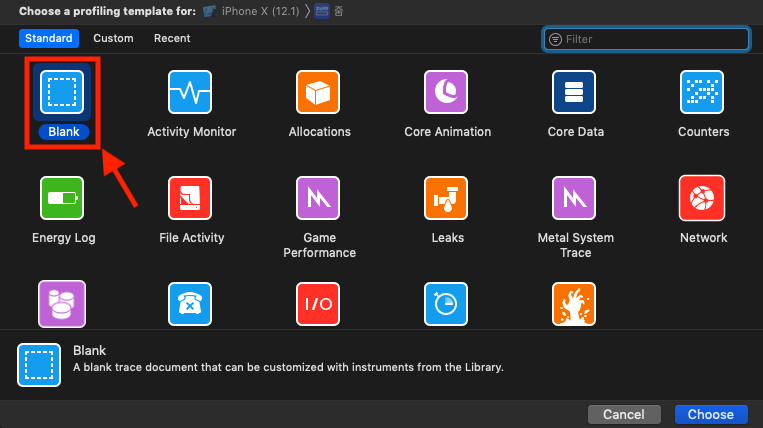 Choose a profiling template for: iPhone X (12.1) 줌
Standard Custom Recent
Filter
Blank Activity Monitor Allocations Core Animation Core Data Counters
Energy Log File Activity Game Performance Leaks Metal System Trace Network
I/O
Blank
A blank trace document that can be customized with instruments from the Library.
Cancel Choose